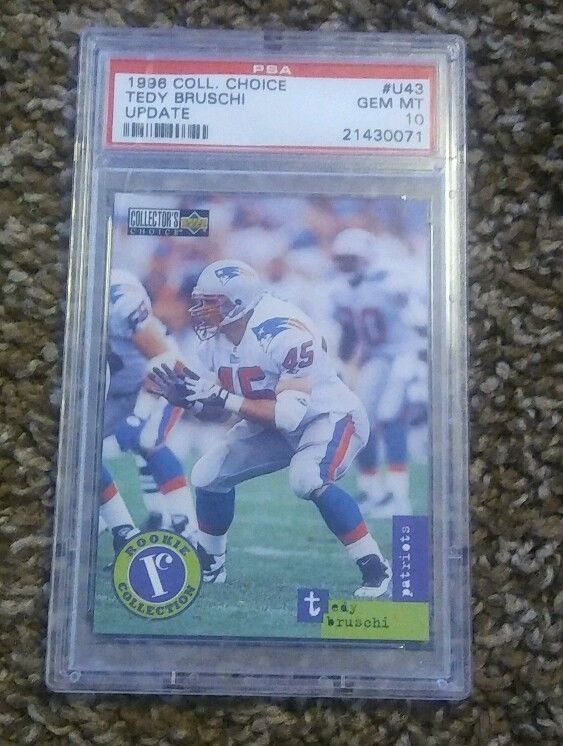 PSA
1996 COLL. CHOICE #U43
TEDY BRUSCHI GEM MT
UPDATE 10
21430071
COLLECTOR'S
CHOICE
45
45
ROOKIE
r
COLLECTION
patriots
tedy
bruschi